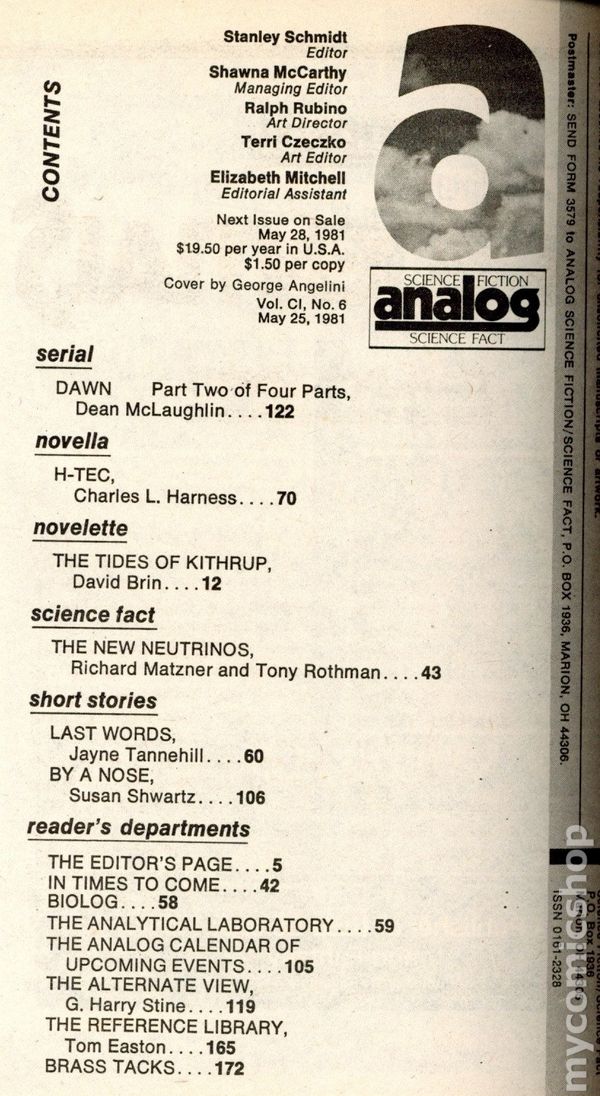 CONTENTS
Stanley Schmidt
Editor
Shawna McCarthy
Managing Editor
Ralph Rubino
Art Director
Terri Czeczko
Art Editor
Elizabeth Mitchell
Editorial Assistant
Next Issue on Sale
May 28, 1981
$19.50 per year in U.S.A.
$1.50 per copy
Cover by George Angelini
Vol. CI, No. 6
May 25, 1981
a
SCIENCE FICTION
analog
SCIENCE FACT
serial
DAWN Part Two of Four Parts,
Dean McLaughlin....122
novella
H-TEC,
Charles L. Harness....70
novelette
THE TIDES OF KITHRUP,
David Brin....12
science fact
THE NEW NEUTRINOS,
Richard Matzner and Tony Rothman....43
short stories
LAST WORDS,
Jayne Tannehill....60
BY A NOSE,
Susan Shwartz....106
reader's departments
THE EDITOR'S PAGE....5
IN TIMES TO COME....42
BIOLOG....58
THE ANALYTICAL LABORATORY....59
THE ANALOG CALENDAR OF
UPCOMING EVENTS....105
THE ALTERNATE VIEW,
G. Harry Stine....119
THE REFERENCE LIBRARY,
Tom Easton....165
BRASS TACKS....172
Postmaster: SEND FORM 3579 to ANALOG SCIENCE FICTION/SCIENCE FACT, P.O. BOX 1936, MARION, OH 44306.
P.O. Box 1936
ISSN 0161-2328
mycomicshop